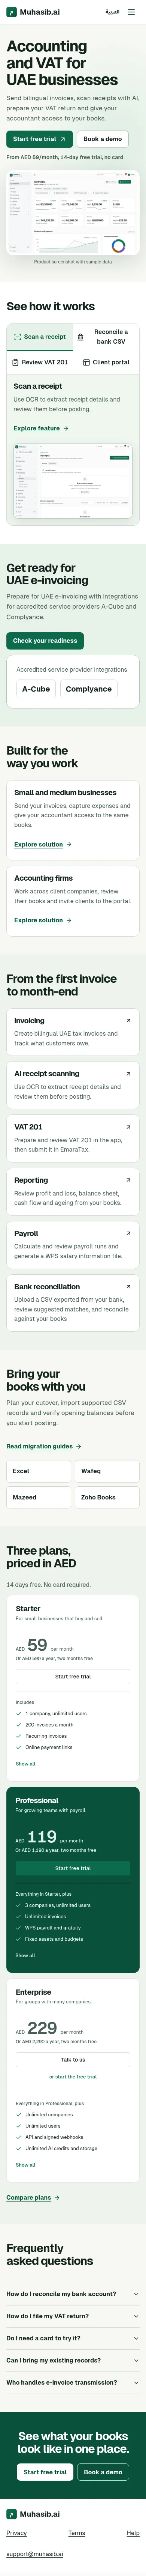 Muhasib.ai
العربية
Accounting
and VAT for
UAE businesses
Send bilingual invoices, scan receipts with AI,
prepare your VAT return and give your
accountant access to your books.
Start free trial
Book a demo
From AED 59/month, 14-day free trial, no card
Product screenshot with sample data
See how it works
Scan a receipt
Reconcile a
bank CSV
Review VAT 201
Client portal
Scan a receipt
Use OCR to extract receipt details and
review them before posting.
Explore feature
Get ready for
UAE e-invoicing
Prepare for UAE e-invoicing with integrations
for accredited service providers A-Cube and
Complyance.
Check your readiness
Accredited service provider integrations
A-Cube
Complyance
Built for the
way you work
Small and medium businesses
Send your invoices, capture expenses and
give your accountant access to the same
books.
Explore solution
Accounting firms
Work across client companies, review
their books and invite clients to the portal.
Explore solution
From the first invoice
to month-end
Invoicing
Create bilingual UAE tax invoices and
track what customers owe.
AI receipt scanning
Use OCR to extract receipt details and
review them before posting.
VAT 201
Prepare and review VAT 201 in the app,
then submit it in EmaraTax.
Reporting
Review profit and loss, balance sheet,
cash flow and ageing from your books.
Payroll
Calculate and review payroll runs and
generate a WPS salary information file.
Bank reconciliation
Upload a CSV exported from your bank,
review suggested matches, and reconcile
against your books
Bring your
books with you
Plan your cutover, import supported CSV
records and verify opening balances before
you start posting.
Read migration guides
Excel
Wafeq
Mazeed
Zoho Books
Three plans,
priced in AED
14 days free. No card required.
Starter
For small businesses that buy and sell.
AED 59 per month
Or AED 590 a year, two months free
Start free trial
Includes
1 company, unlimited users
200 invoices a month
Recurring invoices
Online payment links
Show all
Professional
For growing teams with payroll.
AED 119 per month
Or AED 1,190 a year, two months free
Start free trial
Everything in Starter, plus
3 companies, unlimited users
Unlimited invoices
WPS payroll and gratuity
Fixed assets and budgets
Show all
Enterprise
For groups with many companies.
AED 229 per month
Or AED 2,290 a year, two months free
Talk to us
or start the free trial
Everything in Professional, plus
Unlimited companies
Unlimited users
API and signed webhooks
Unlimited AI credits and storage
Show all
Compare plans
Frequently
asked questions
How do I reconcile my bank account?
How do I file my VAT return?
Do I need a card to try it?
Can I bring my existing records?
Who handles e-invoice transmission?
See what your books
look like in one place.
Start free trial
Book a demo
Muhasib.ai
Privacy
Terms
Help
support@muhasib.ai